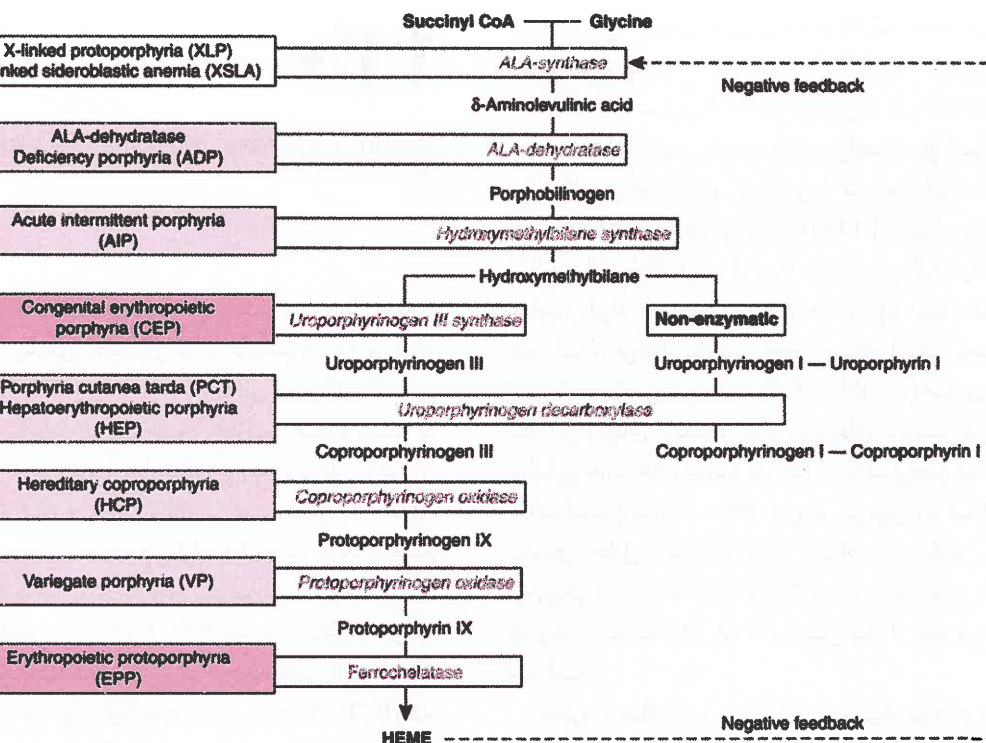 Succinyl CoA Glycine
X-linked protoporphyria (XLP)
inked sideroblastic anemia (XSLA)
ALA-synthase
Negative feedback
δ-Aminolevulinic acid
ALA-dehydratase
Deficiency porphyria (ADP)
ALA-dehydratase
Porphobilinogen
Acute intermittent porphyria
(AIP)
Hydroxymethylbilane synthase
Hydroxymethylbilane
Congenital erythropoietic
porphyria (CEP)
Uroporphyrinogen III synthase
Non-enzymatic
Uroporphyrinogen III
Uroporphyrinogen I — Uroporphyrin I
Porphyria cutanea tarda (PCT)
Hepatoerythropoietic porphyria
(HEP)
Uroporphyrinogen decarboxylase
Coproporphyrinogen III
Coproporphyrinogen I — Coproporphyrin I
Hereditary coproporphyria
(HCP)
Coproporphyrinogen oxidase
Protoporphyrinogen IX
Variegate porphyria (VP)
Protoporphyrinogen oxidase
Protoporphyrin IX
Erythropoietic protoporphyria
(EPP)
Ferrochelatase
HEME
Negative feedback